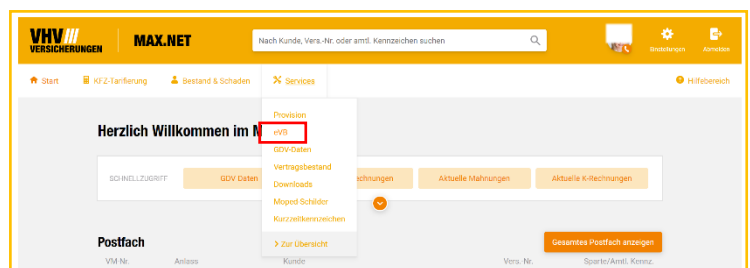 VHV ///
VERSICHERUNGEN
MAX.NET
Nach Kunde, Vers.-Nr. oder amtl. Kennzeichen suchen
Einstellungen
Abmelden
Start
KFZ-Tarifierung
Bestand & Schaden
Services
Hilfebereich
Herzlich Willkommen im M
Provision
eVB
GDV-Daten
Vertragsbestand
Downloads
Moped Schilder
Kurzzeitkennzeichen
> Zur Übersicht
SCHNELLZUGRIFF
GDV Daten
echnungen
Aktuelle Mahnungen
Aktuelle K-Rechnungen
Postfach
Gesamtes Postfach anzeigen
VM-Nr.
Anlass
Kunde
Vers.-Nr.
Sparte/Amtl. Kennz.